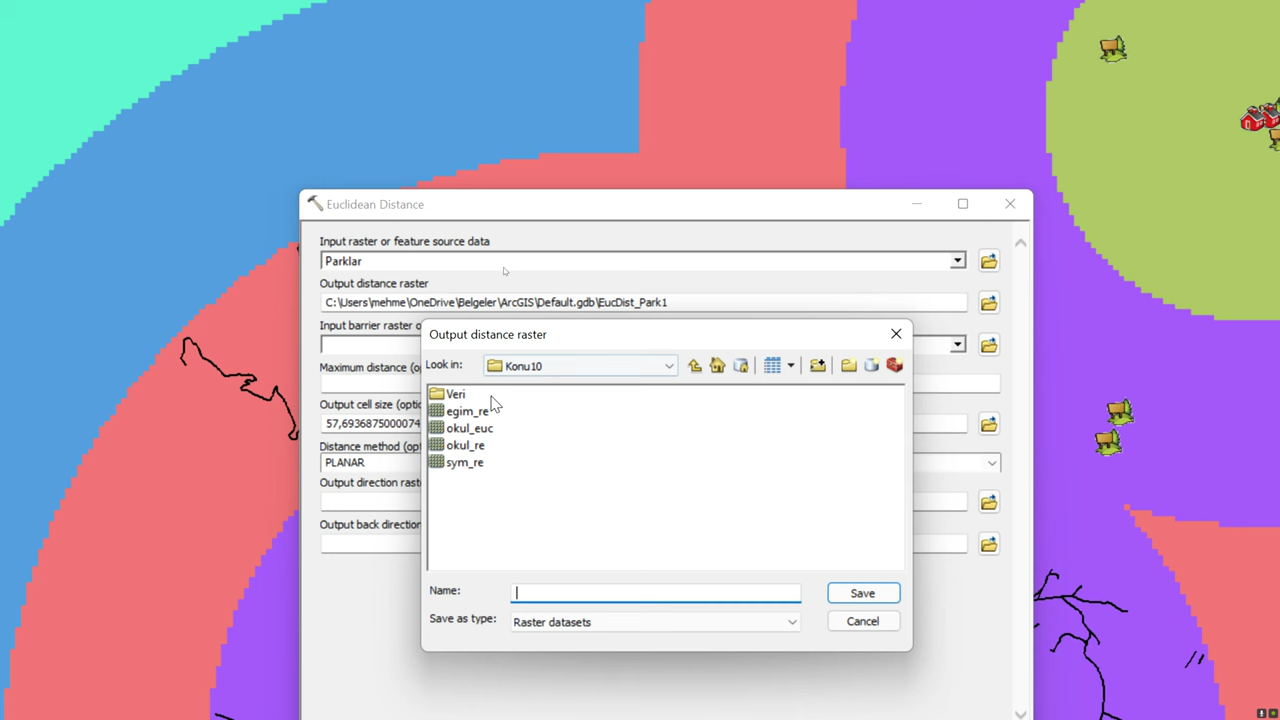 Euclidean Distance
Input raster or feature source data
Parklar
Output distance raster
C:\Users\mehme\OneDrive\Belgeler\ArcGIS\Default.gdb\EucDist_Park1
Input barrier raster o
Maximum distance (op
Output cell size (optio
57,6936875000074
Distance method (opt
PLANAR
Output direction rast
Output back direction
Output distance raster
Look in:
Konu10
Veri
egim_re
okul_euc
okul_re
sym_re
Name:
Save
Save as type:
Raster datasets
Cancel